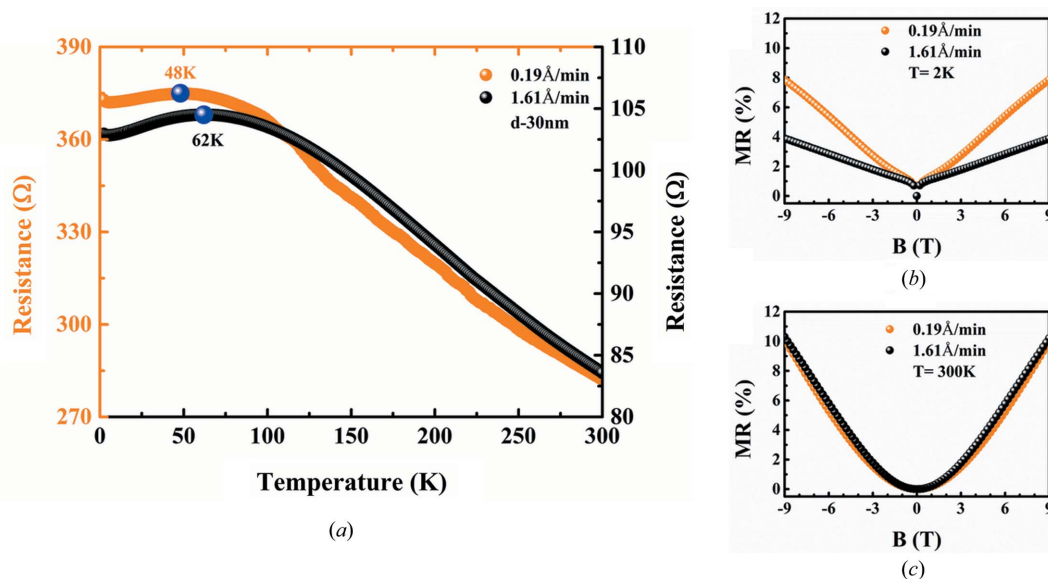 390
360
330
300
270
Resistance (Ω)
48K
62K
0.19Å/min
1.61Å/min
d-30nm
110
105
100
95
90
85
80
Resistance (Ω)
0 50 100 150 200 250 300
Temperature (K)
(a)
12
10
8
6
4
2
0
MR (%)
0.19Å/min
1.61Å/min
T= 2K
-9 -6 -3 0 3 6 9
B (T)
(b)
12
10
8
6
4
2
0
MR (%)
0.19Å/min
1.61Å/min
T= 300K
-9 -6 -3 0 3 6 9
B (T)
(c)